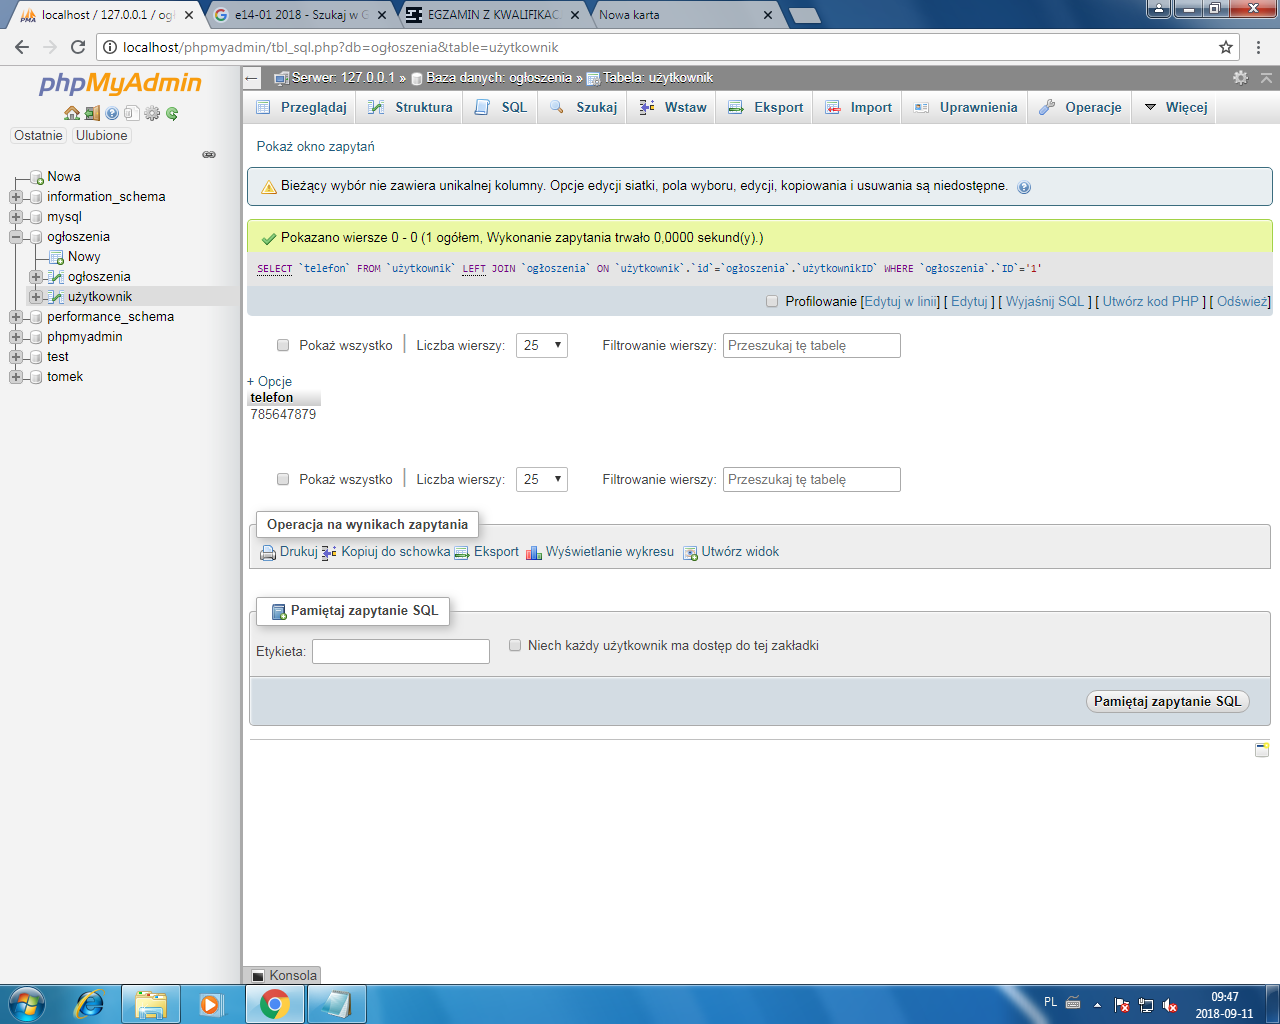 localhost / 127.0.0.1 / ogł
e14-01 2018 - Szukaj w G
EGZAMIN Z KWALIFIKAC
Nowa karta
localhost/phpmyadmin/tbl_sql.php?db=ogłoszenia&table=użytkownik
phpMyAdmin
Ostatnie
Ulubione
Nowa
information_schema
mysql
ogłoszenia
Nowy
ogłoszenia
użytkownik
performance_schema
phpmyadmin
test
tomek
Serwer: 127.0.0.1 » Baza danych: ogłoszenia » Tabela: użytkownik
Przeglądaj
Struktura
SQL
Szukaj
Wstaw
Eksport
Import
Uprawnienia
Operacje
Więcej
Pokaż okno zapytań
Bieżący wybór nie zawiera unikalnej kolumny. Opcje edycji siatki, pola wyboru, edycji, kopiowania i usuwania są niedostępne.
Pokazano wiersze 0 - 0 (1 ogółem, Wykonanie zapytania trwało 0,0000 sekund(y).)
SELECT `telefon` FROM `użytkownik` LEFT JOIN `ogłoszenia` ON `użytkownik`.`id`=`ogłoszenia`.`użytkownikID` WHERE `ogłoszenia`.`ID`='1'
Profilowanie [Edytuj w linii] [ Edytuj ] [ Wyjaśnij SQL ] [ Utwórz kod PHP ] [ Odśwież]
Pokaż wszystko
Liczba wierszy:
25
Filtrowanie wierszy:
Przeszukaj tę tabelę
+ Opcje
telefon
785647879
Pokaż wszystko
Liczba wierszy:
25
Filtrowanie wierszy:
Przeszukaj tę tabelę
Operacja na wynikach zapytania
Drukuj
Kopiuj do schowka
Eksport
Wyświetlanie wykresu
Utwórz widok
Pamiętaj zapytanie SQL
Etykieta:
Niech każdy użytkownik ma dostęp do tej zakładki
Pamiętaj zapytanie SQL
Konsola
PL
09:47
2018-09-11